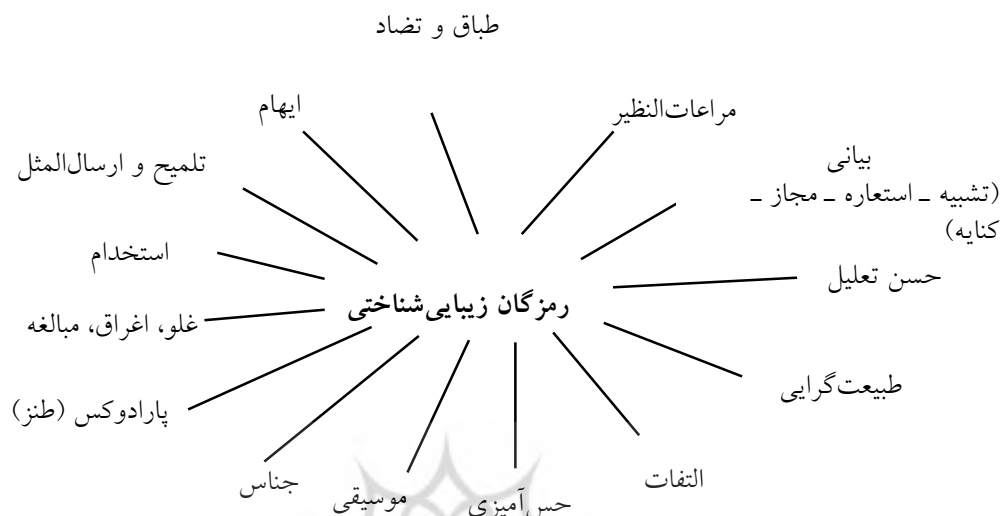 طباق و تضاد
مراعات‌النظیر
ایهام
بیانی
(تشبیه ـ استعاره ـ مجاز ـ
کنایه)
تلمیح و ارسال‌المثل
حسن تعلیل
استخدام
رمزگان زیبایی‌شناختی
غلو، اغراق، مبالغه
طبیعت‌گرایی
پارادوکس (طنز)
التفات
حس‌آمیزی
موسیقی
جناس